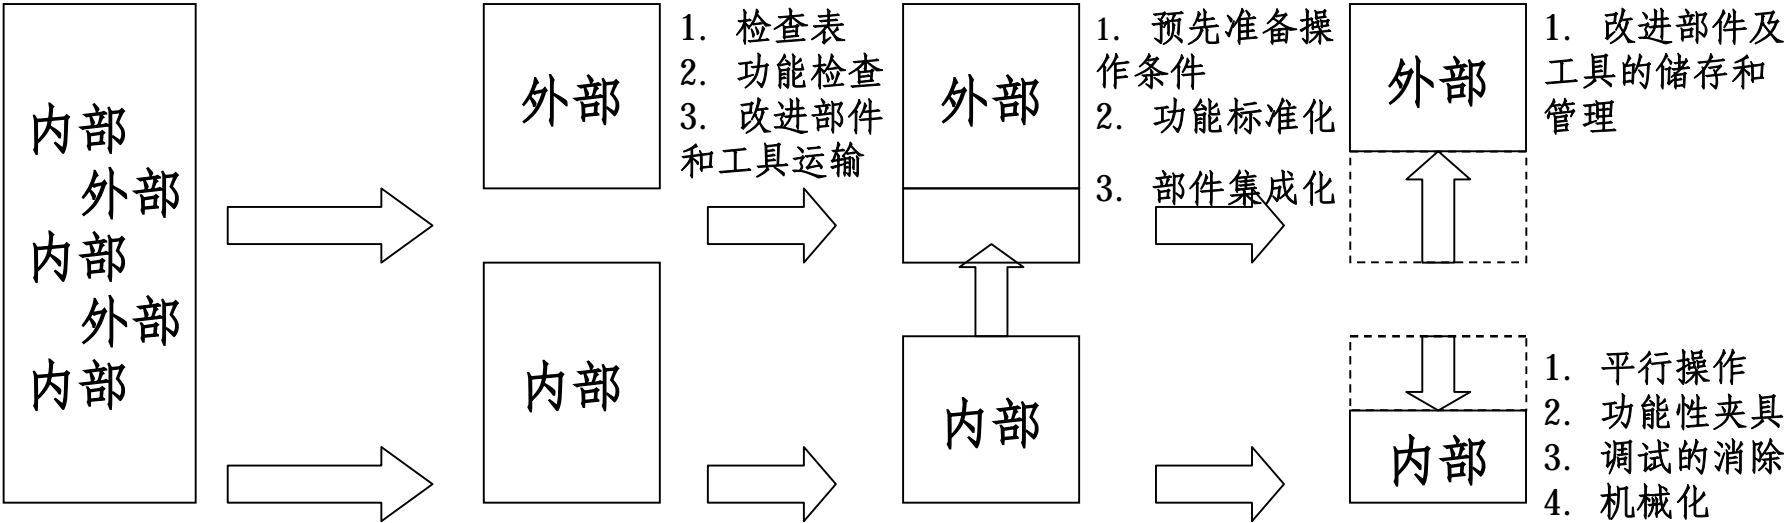 内部
外部
内部
外部
内部
外部
内部
1. 检查表
2. 功能检查
3. 改进部件
和工具运输
外部
内部
1. 预先准备操
作条件
2. 功能标准化
3. 部件集成化
外部
内部
1. 改进部件及
工具的储存和
管理
1. 平行操作
2. 功能性夹具
3. 调试的消除
4. 机械化